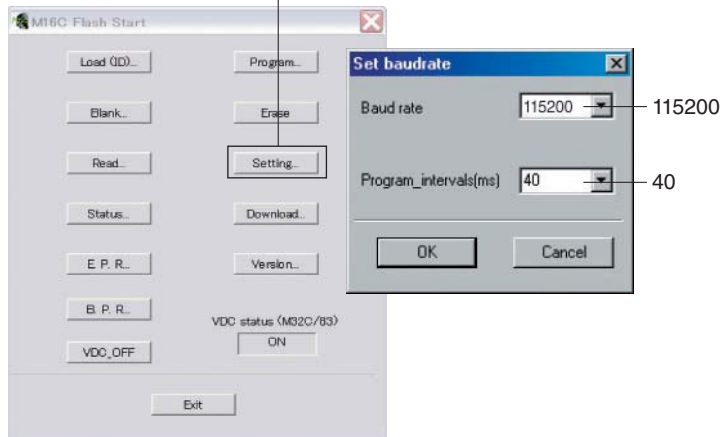 M16C Flash Start
Load (ID)...
Program...
Blank...
Erase
Read...
Setting...
Status...
Download...
E. P. R...
Version...
B. P. R...
VDC status (M32C/83)
VDC_OFF
ON
Exit
Set baudrate
Baud rate
115200
115200
Program_intervals(ms)
40
40
OK
Cancel